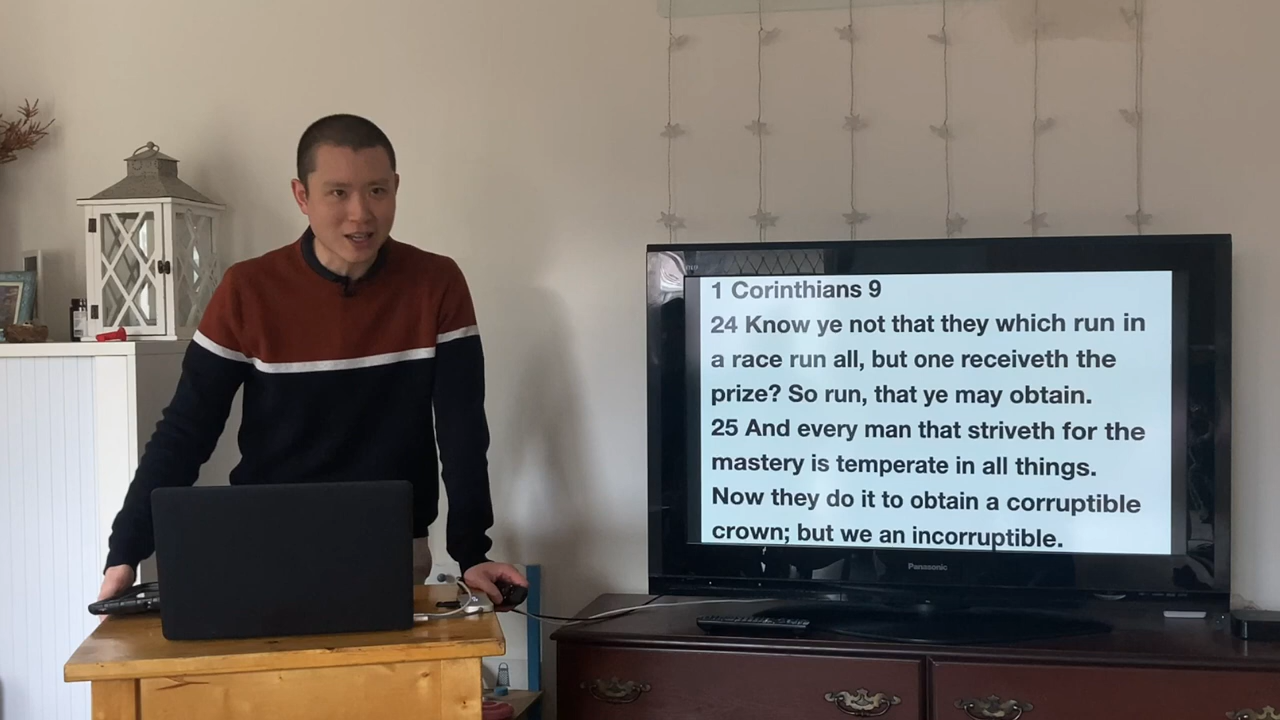 1 Corinthians 9
24 Know ye not that they which run in
a race run all, but one receiveth the
prize? So run, that ye may obtain.
25 And every man that striveth for the
mastery is temperate in all things.
Now they do it to obtain a corruptible
crown; but we an incorruptible.
Panasonic